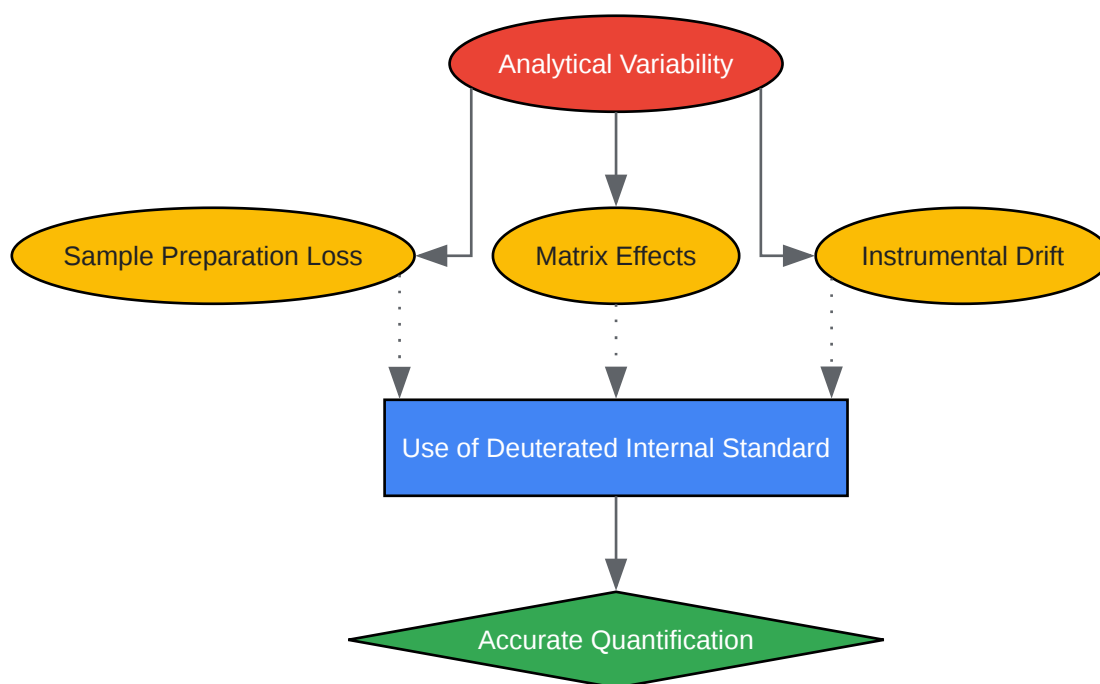 Analytical Variability
Sample Preparation Loss
Matrix Effects
Instrumental Drift
Use of Deuterated Internal Standard
Accurate Quantification